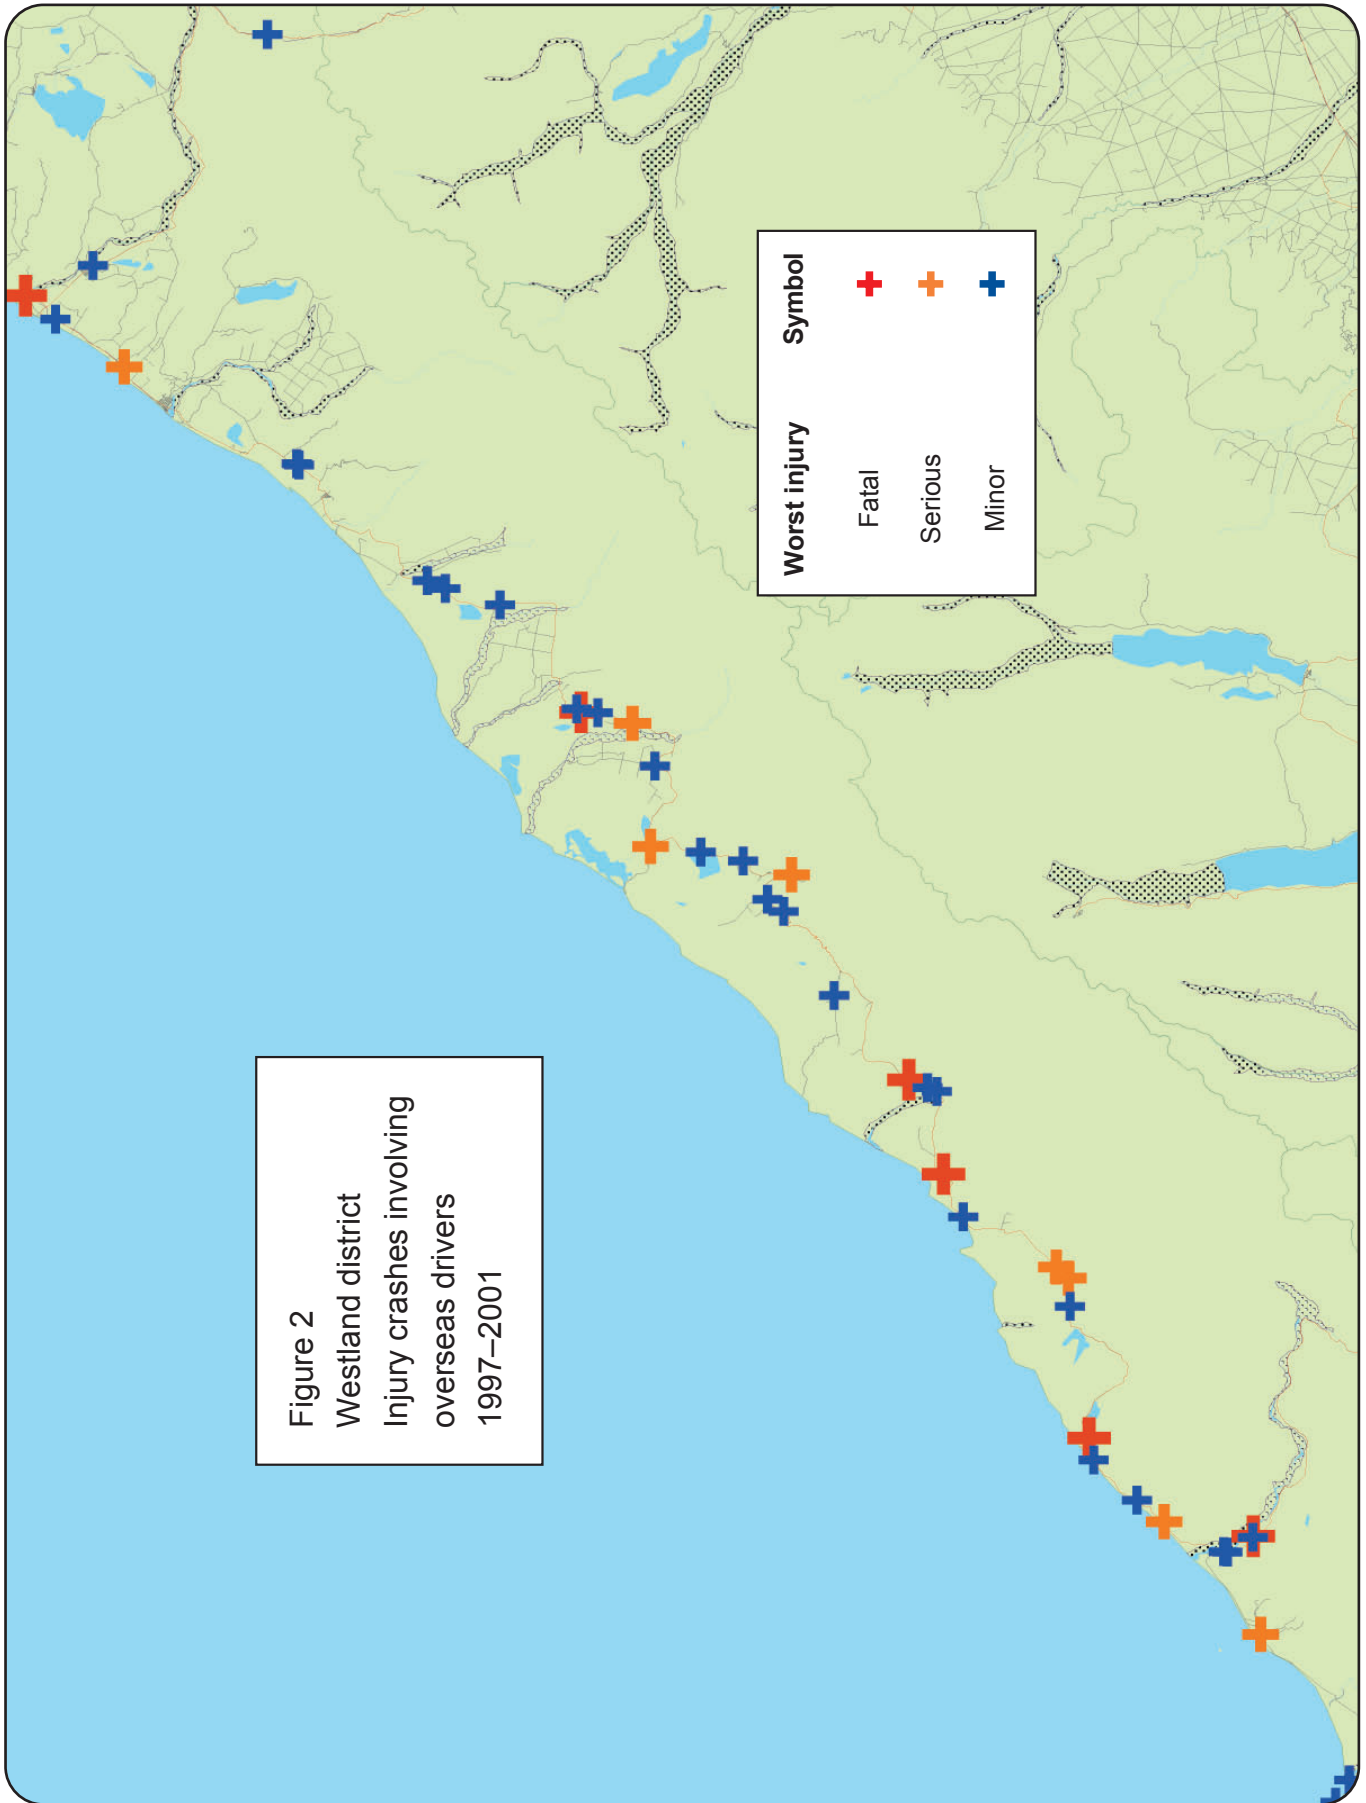 Figure 2
Westland district
Injury crashes involving
overseas drivers
1997–2001
Worst injury Symbol
Fatal
Serious
Minor